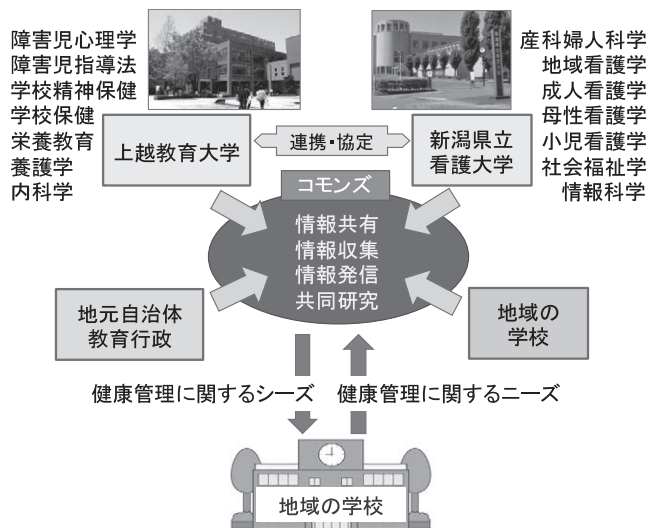 障害児心理学
障害児指導法
学校精神保健
学校保健
栄養教育
養護学
内科学
産科婦人科学
地域看護学
成人看護学
母性看護学
小児看護学
社会福祉学
情報科学
上越教育大学
連携・協定
新潟県立
看護大学
コモンズ
情報共有
情報収集
情報発信
共同研究
地元自治体
教育行政
地域の
学校
健康管理に関するシーズ
健康管理に関するニーズ
地域の学校